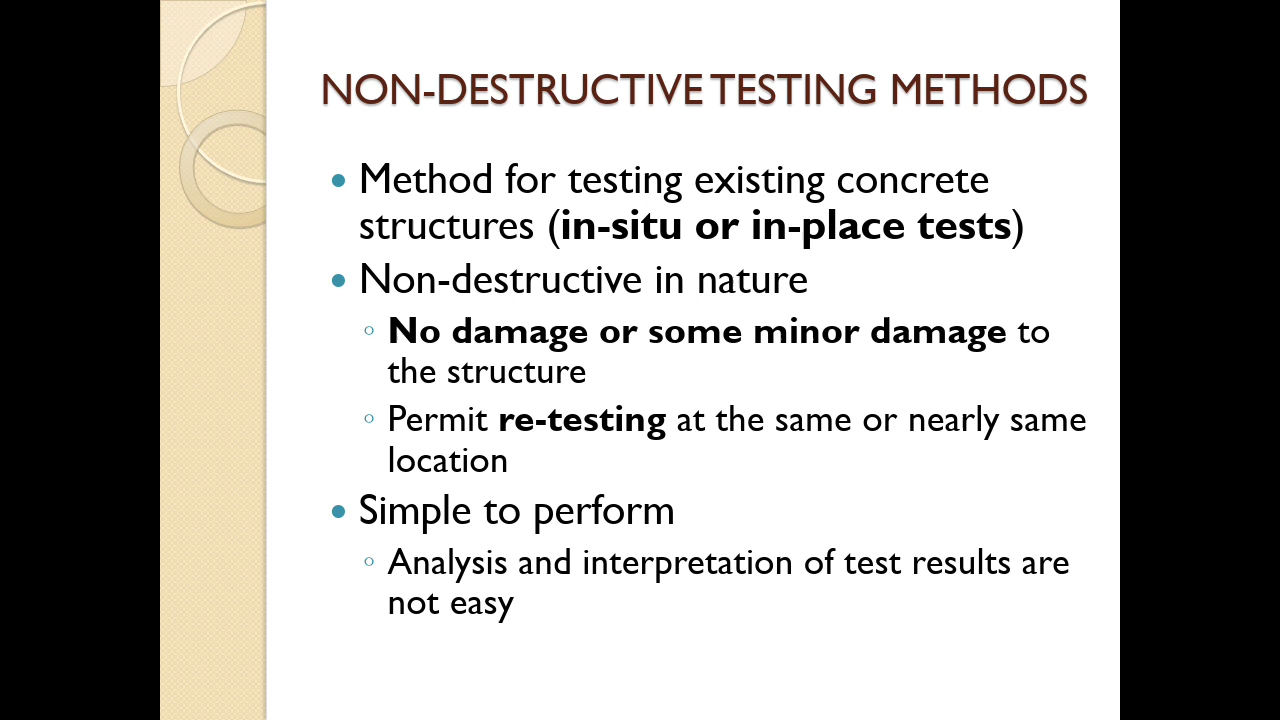 NON-DESTRUCTIVE TESTING METHODS
• Method for testing existing concrete
structures (in-situ or in-place tests)
• Non-destructive in nature
◦ No damage or some minor damage to
the structure
◦ Permit re-testing at the same or nearly same
location
• Simple to perform
◦ Analysis and interpretation of test results are
not easy